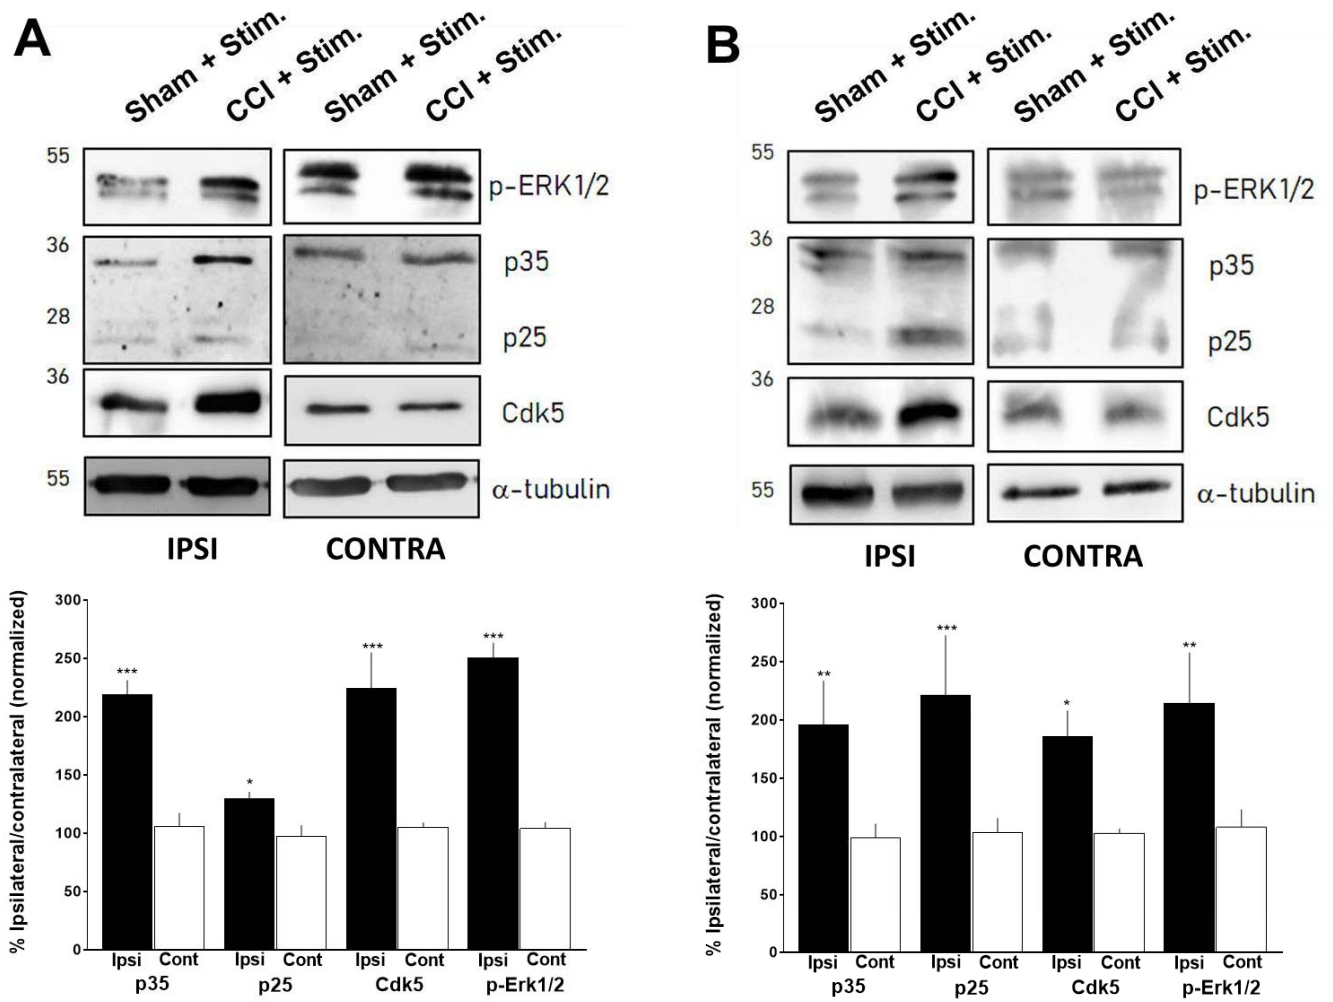 A
Sham + Stim.
CCI + Stim.
Sham + Stim.
CCI + Stim.
55
p-ERK1/2
36
p35
28
p25
36
Cdk5
55
α-tubulin
IPSI
CONTRA
% Ipsilateral/contralateral (normalized)
300
250
200
150
100
50
0
***
*
***
***
Ipsi Cont Ipsi Cont Ipsi Cont Ipsi Cont
p35 p25 Cdk5 p-Erk1/2
B
Sham + Stim.
CCI + Stim.
Sham + Stim.
CCI + Stim.
55
p-ERK1/2
36
p35
28
p25
36
Cdk5
55
α-tubulin
IPSI
CONTRA
% Ipsilateral/contralateral (normalized)
300
250
200
150
100
50
0
**
***
*
**
Ipsi Cont Ipsi Cont Ipsi Cont Ipsi Cont
p35 p25 Cdk5 p-Erk1/2